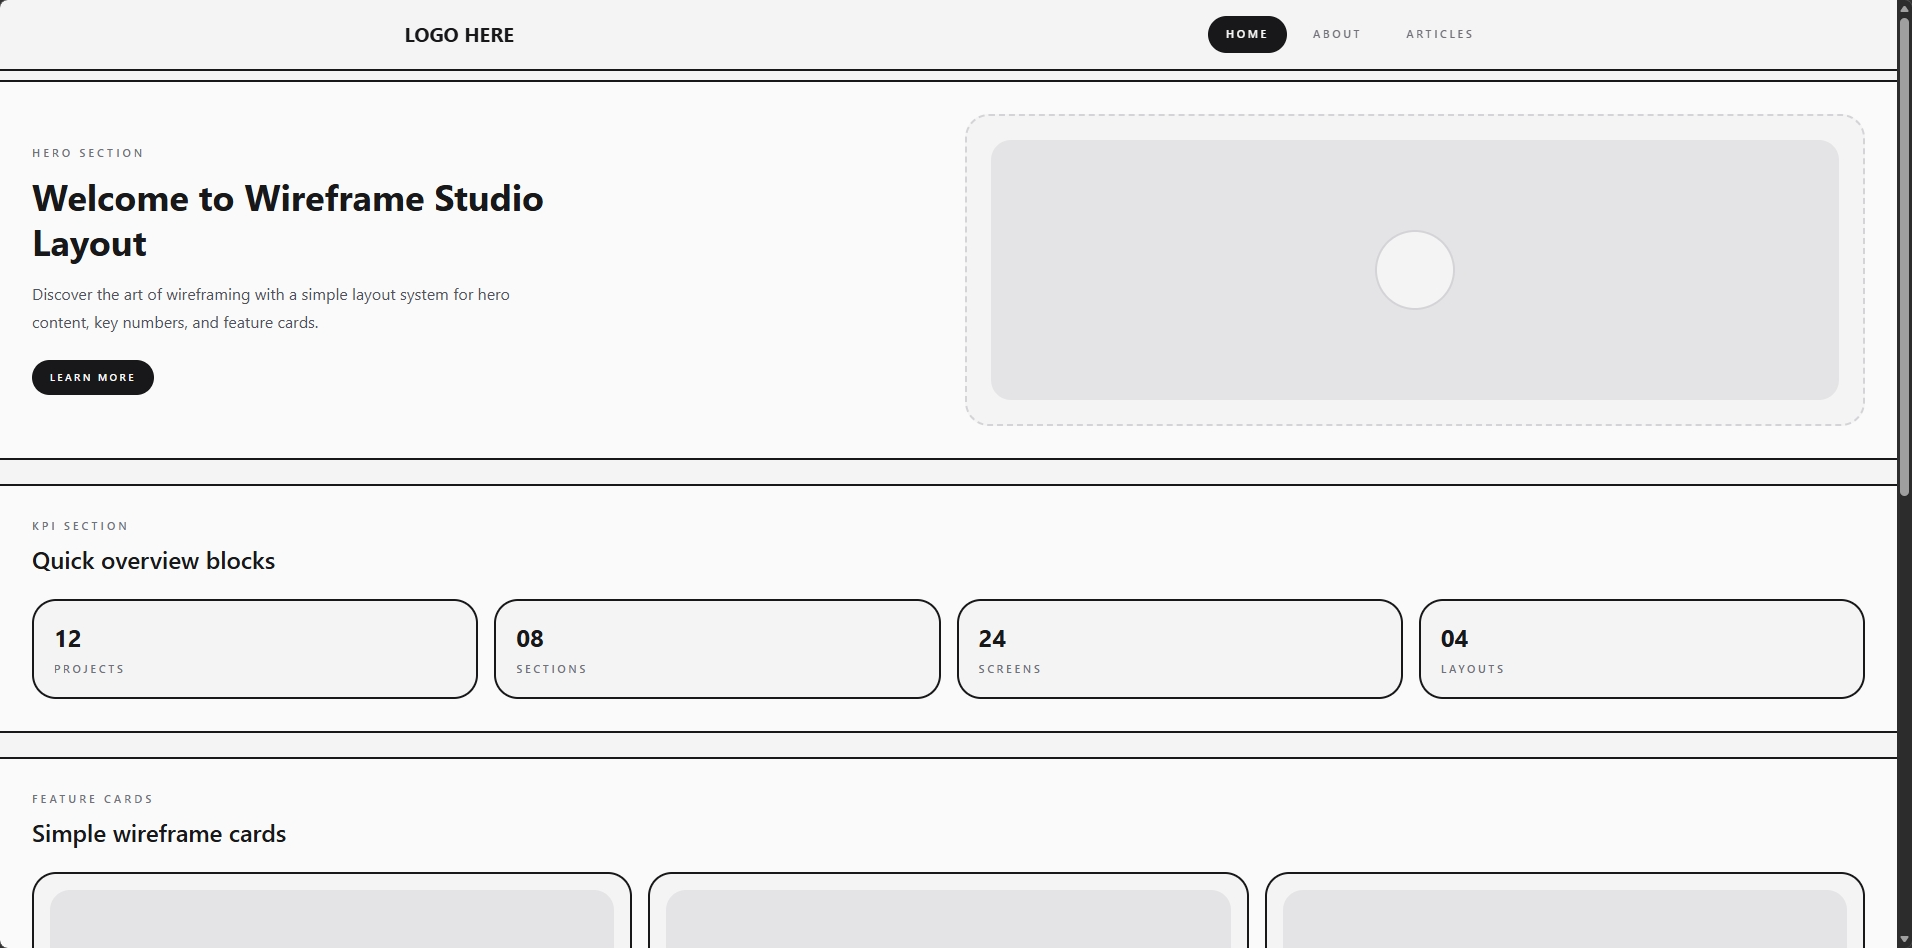 LOGO HERE
HOME
ABOUT
ARTICLES
HERO SECTION
Welcome to Wireframe Studio
Layout
Discover the art of wireframing with a simple layout system for hero
content, key numbers, and feature cards.
LEARN MORE
KPI SECTION
Quick overview blocks
12
PROJECTS
08
SECTIONS
24
SCREENS
04
LAYOUTS
FEATURE CARDS
Simple wireframe cards